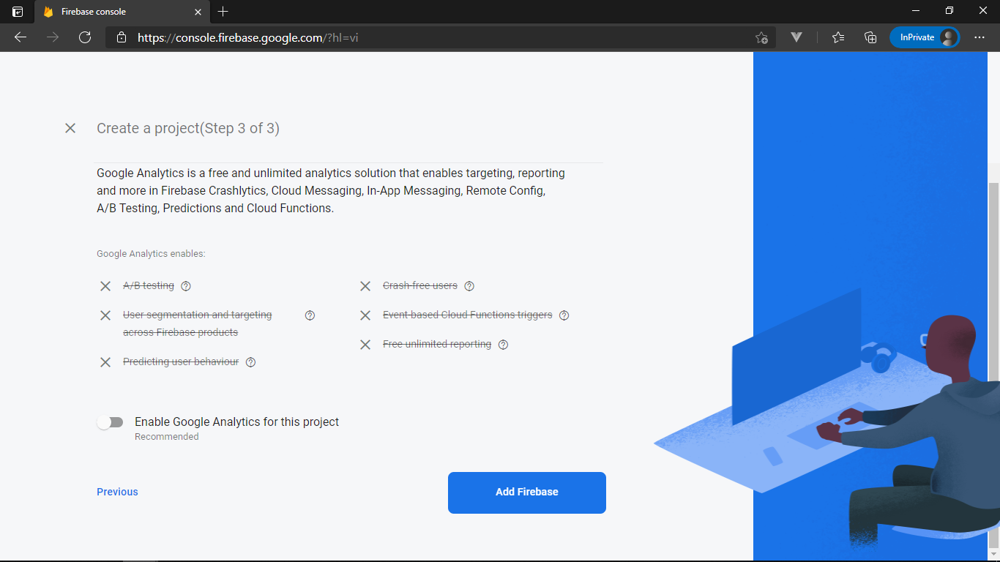 Firebase console
https://console.firebase.google.com/?hl=vi
InPrivate
Create a project(Step 3 of 3)
Google Analytics is a free and unlimited analytics solution that enables targeting, reporting
and more in Firebase Crashlytics, Cloud Messaging, In-App Messaging, Remote Config,
A/B Testing, Predictions and Cloud Functions.
Google Analytics enables:
A/B testing
User segmentation and targeting
across Firebase products
Predicting user behaviour
Crash-free users
Event-based Cloud Functions triggers
Free unlimited reporting
Enable Google Analytics for this project
Recommended
Previous
Add Firebase